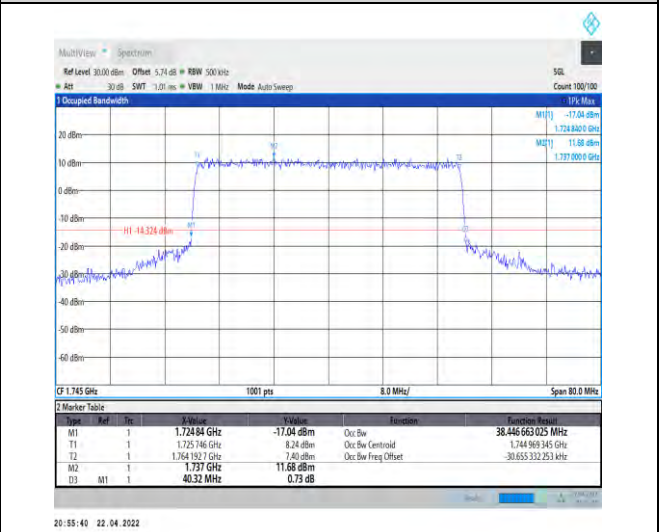 MultiView Spectrum
Ref Level 30.00 dBm Offset 5.74 dB RBW 500 kHz SGL
Att 30 dB SWT 1.01 ms VBW 1 MHz Mode Auto Sweep Count 100/100
1 Occupied Bandwidth 1Pk Max
M1[1] -17.04 dBm
1.724 840 0 GHz
M2[1] 11.68 dBm
1.737 000 0 GHz
20 dBm
M2
10 dBm
0 dBm
-10 dBm
H1 -14.324 dBm
M1
-20 dBm
-30 dBm
-40 dBm
-50 dBm
-60 dBm
CF 1.745 GHz 1001 pts 8.0 MHz/ Span 80.0 MHz
2 Marker Table
Type Ref Trc X-Value Y-Value Function Function Result
M1 1 1.724 84 GHz -17.04 dBm Occ Bw 38.446 663 025 MHz
T1 1 1.725 746 GHz 8.24 dBm Occ Bw Centroid 1.744 969 345 GHz
T2 1 1.764 192 7 GHz 7.40 dBm Occ Bw Freq Offset -30.655 332 253 kHz
M2 1 1.737 GHz 11.68 dBm
D3 M1 1 40.32 MHz 0.73 dB
20:55:40 22.04.2022